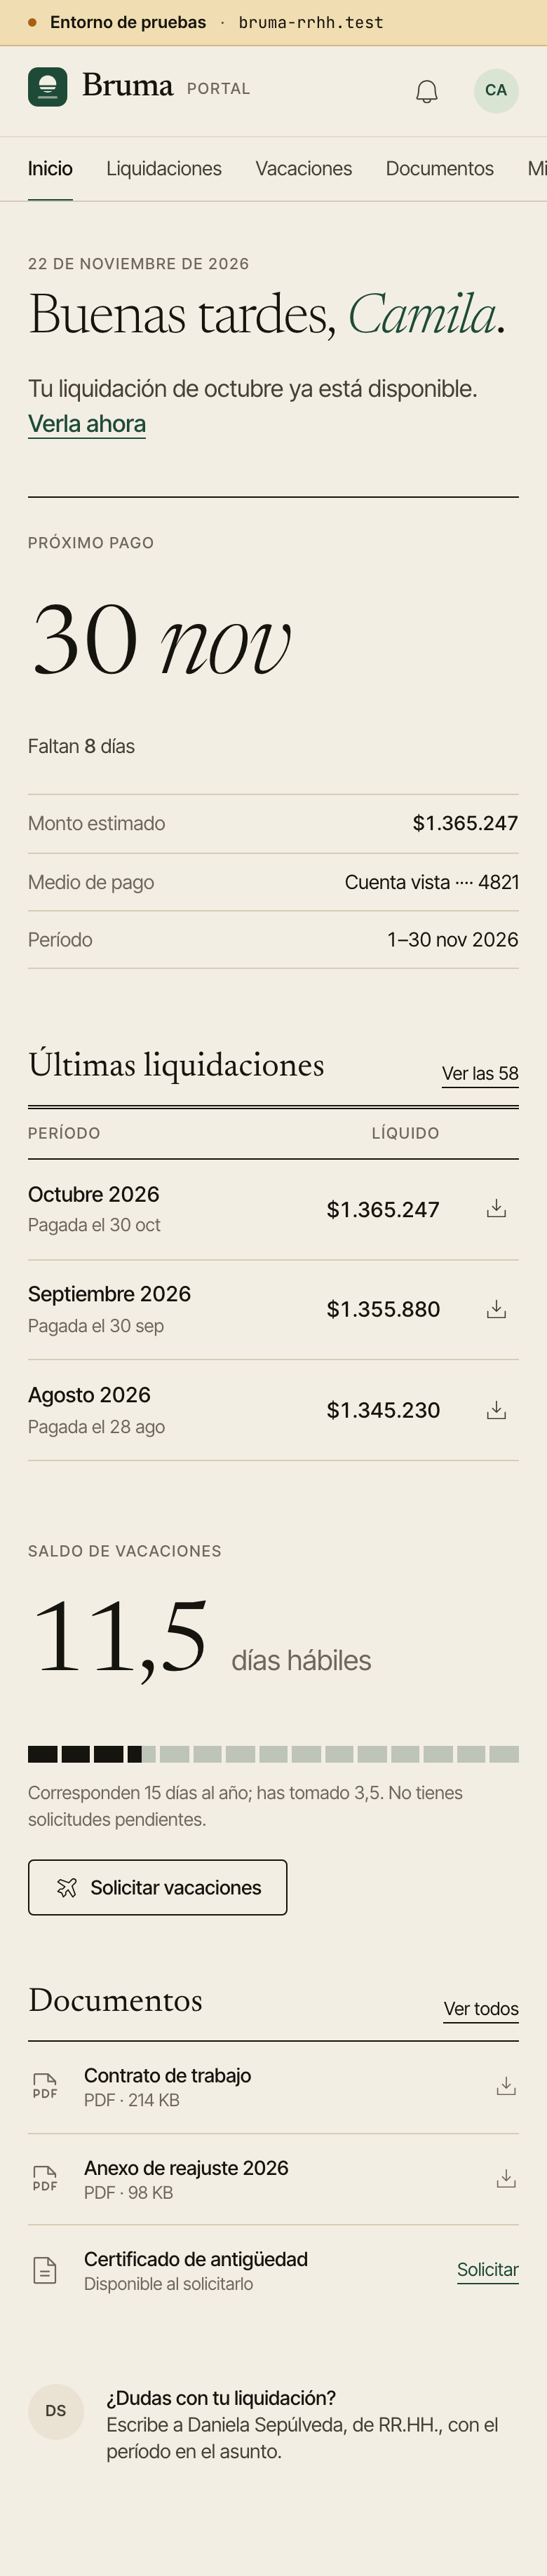 Entorno de pruebas · bruma-rrhh.test
Bruma PORTAL CA
Inicio Liquidaciones Vacaciones Documentos Mi
22 DE NOVIEMBRE DE 2026
Buenas tardes, Camila.
Tu liquidación de octubre ya está disponible.
Verla ahora
PRÓXIMO PAGO
30 nov
Faltan 8 días
Monto estimado $1.365.247
Medio de pago Cuenta vista ···· 4821
Período 1–30 nov 2026
Últimas liquidaciones Ver las 58
PERÍODO LÍQUIDO
Octubre 2026 $1.365.247
Pagada el 30 oct
Septiembre 2026 $1.355.880
Pagada el 30 sep
Agosto 2026 $1.345.230
Pagada el 28 ago
SALDO DE VACACIONES
11,5 días hábiles
Corresponden 15 días al año; has tomado 3,5. No tienes
solicitudes pendientes.
Solicitar vacaciones
Documentos Ver todos
PDF Contrato de trabajo
PDF · 214 KB
PDF Anexo de reajuste 2026
PDF · 98 KB
Certificado de antigüedad Solicitar
Disponible al solicitarlo
DS ¿Dudas con tu liquidación?
Escribe a Daniela Sepúlveda, de RR.HH., con el
período en el asunto.